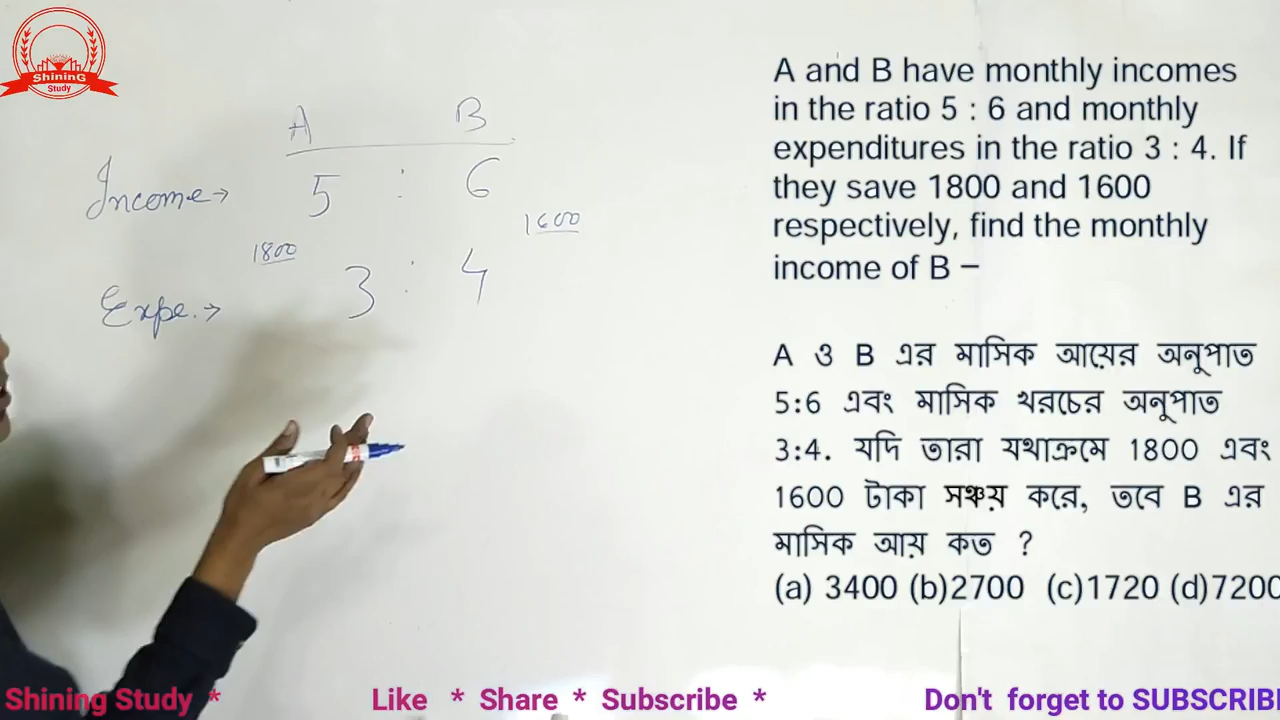 ShininG
Study
A B
Income→ 5 : 6
1800 1600
Expe.→ 3 : 4
A and B have monthly incomes
in the ratio 5 : 6 and monthly
expenditures in the ratio 3 : 4. If
they save 1800 and 1600
respectively, find the monthly
income of B –
A ও B এর মাসিক আয়ের অনুপাত
5:6 এবং মাসিক খরচের অনুপাত
3:4. যদি তারা যথাক্রমে 1800 এবং
1600 টাকা সঞ্চয় করে, তবে B এর
মাসিক আয় কত ?
(a) 3400 (b)2700 (c)1720 (d)7200
Shining Study * Like * Share * Subscribe * Don't forget to SUBSCRIBE